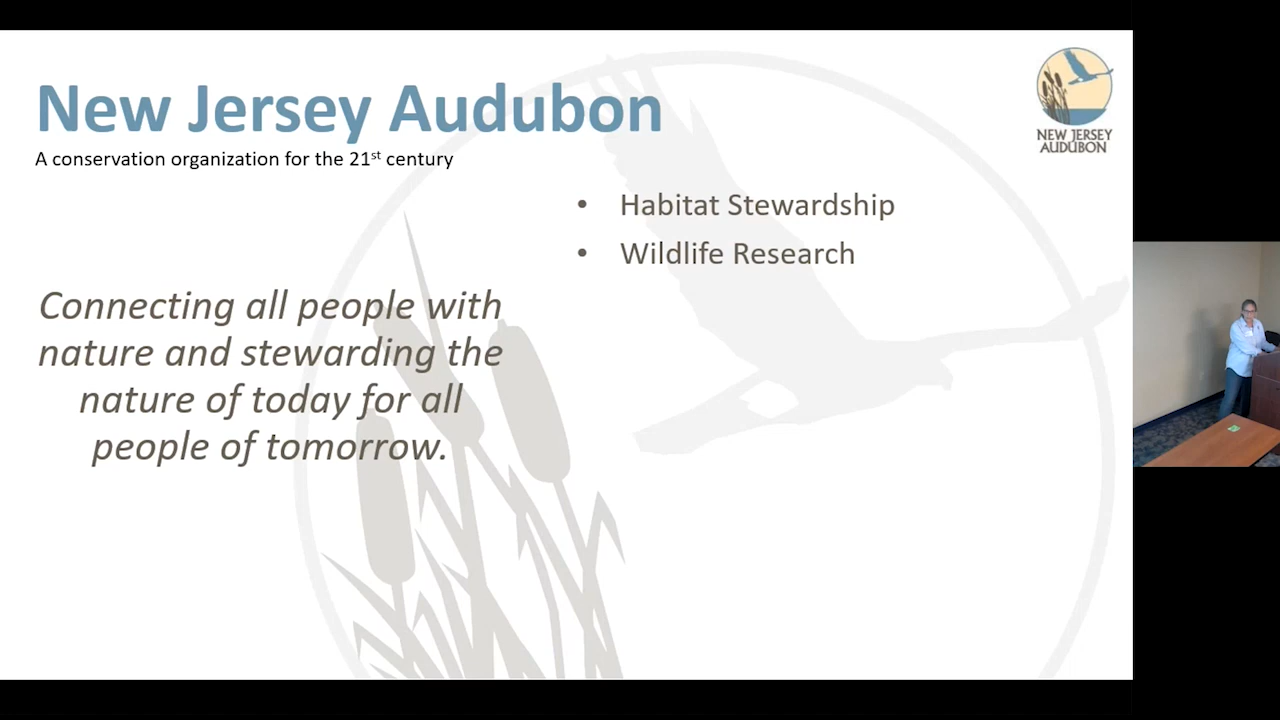 New Jersey Audubon
A conservation organization for the 21st century
NEW JERSEY
AUDUBON
• Habitat Stewardship
• Wildlife Research
Connecting all people with
nature and stewarding the
nature of today for all
people of tomorrow.